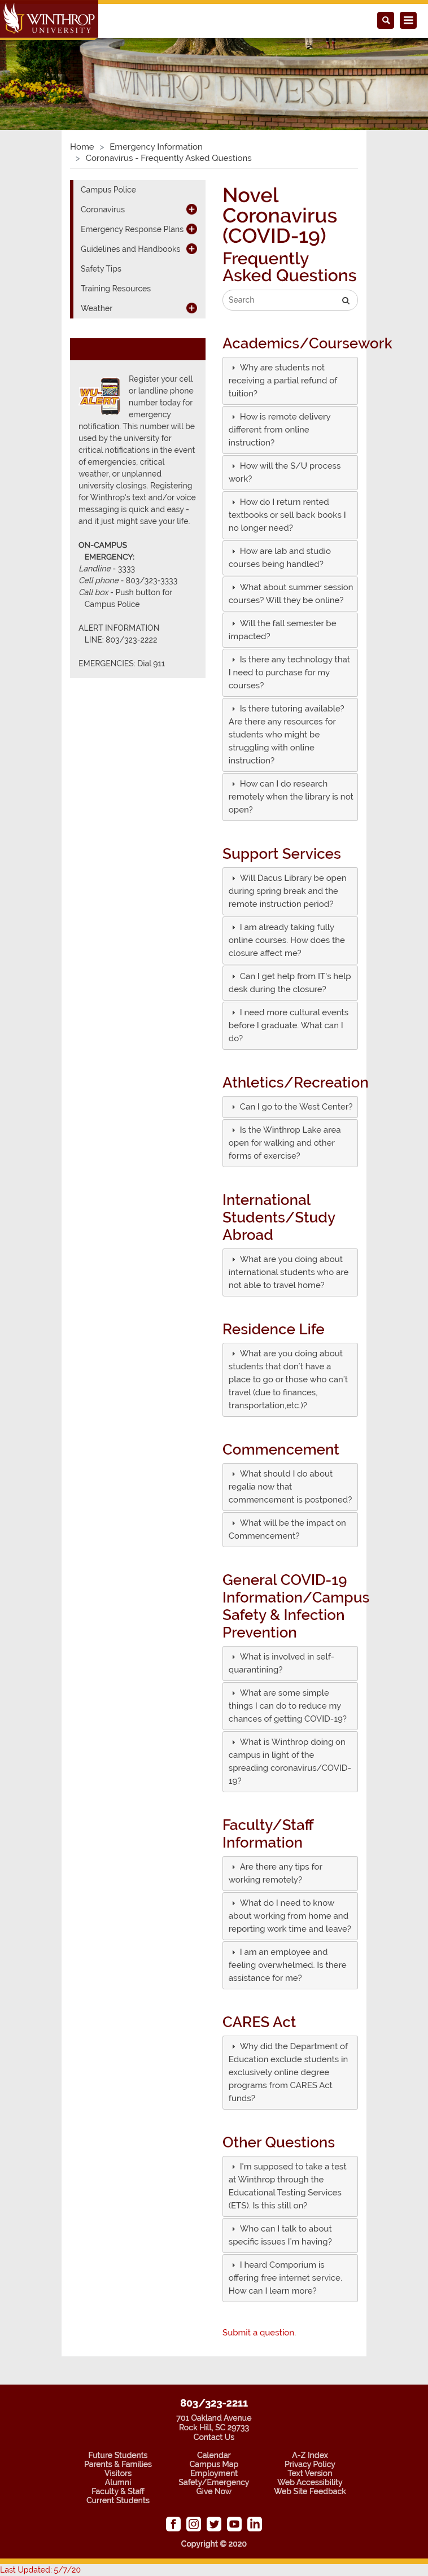 WINTHROP
UNIVERSITY
WINTHROP UNIVERSITY
Home > Emergency Information
> Coronavirus - Frequently Asked Questions
Campus Police
Coronavirus
Emergency Response Plans
Guidelines and Handbooks
Safety Tips
Training Resources
Weather
WU-ALERT
Register your cell
or landline phone
number today for
emergency
notification. This number will be
used by the university for
critical notifications in the event
of emergencies, critical
weather, or unplanned
university closings. Registering
for Winthrop's text and/or voice
messaging is quick and easy -
and it just might save your life.
ON-CAMPUS
EMERGENCY:
Landline - 3333
Cell phone - 803/323-3333
Call box - Push button for
Campus Police
ALERT INFORMATION
LINE: 803/323-2222
EMERGENCIES: Dial 911
Novel
Coronavirus
(COVID-19)
Frequently
Asked Questions
Search
Academics/Coursework
Why are students not
receiving a partial refund of
tuition?
How is remote delivery
different from online
instruction?
How will the S/U process
work?
How do I return rented
textbooks or sell back books I
no longer need?
How are lab and studio
courses being handled?
What about summer session
courses? Will they be online?
Will the fall semester be
impacted?
Is there any technology that
I need to purchase for my
courses?
Is there tutoring available?
Are there any resources for
students who might be
struggling with online
instruction?
How can I do research
remotely when the library is not
open?
Support Services
Will Dacus Library be open
during spring break and the
remote instruction period?
I am already taking fully
online courses. How does the
closure affect me?
Can I get help from IT's help
desk during the closure?
I need more cultural events
before I graduate. What can I
do?
Athletics/Recreation
Can I go to the West Center?
Is the Winthrop Lake area
open for walking and other
forms of exercise?
International
Students/Study
Abroad
What are you doing about
international students who are
not able to travel home?
Residence Life
What are you doing about
students that don't have a
place to go or those who can't
travel (due to finances,
transportation,etc.)?
Commencement
What should I do about
regalia now that
commencement is postponed?
What will be the impact on
Commencement?
General COVID-19
Information/Campus
Safety & Infection
Prevention
What is involved in self-
quarantining?
What are some simple
things I can do to reduce my
chances of getting COVID-19?
What is Winthrop doing on
campus in light of the
spreading coronavirus/COVID-
19?
Faculty/Staff
Information
Are there any tips for
working remotely?
What do I need to know
about working from home and
reporting work time and leave?
I am an employee and
feeling overwhelmed. Is there
assistance for me?
CARES Act
Why did the Department of
Education exclude students in
exclusively online degree
programs from CARES Act
funds?
Other Questions
I'm supposed to take a test
at Winthrop through the
Educational Testing Services
(ETS). Is this still on?
Who can I talk to about
specific issues I'm having?
I heard Comporium is
offering free internet service.
How can I learn more?
Submit a question.
803/323-2211
701 Oakland Avenue
Rock Hill, SC 29733
Contact Us
Future Students
Parents & Families
Visitors
Alumni
Faculty & Staff
Current Students
Calendar
Campus Map
Employment
Safety/Emergency
Give Now
A-Z Index
Privacy Policy
Text Version
Web Accessibility
Web Site Feedback
Copyright © 2020
Last Updated: 5/7/20